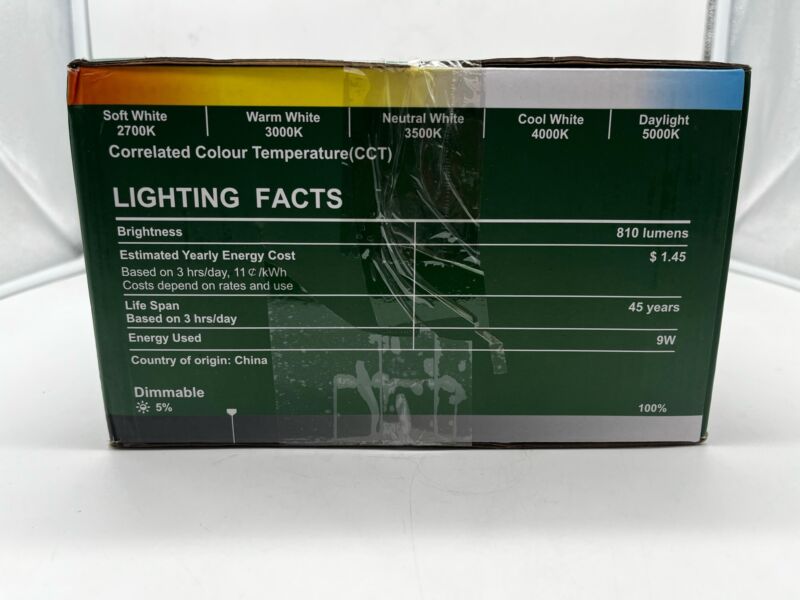 Soft White Warm White Neutral White Cool White Daylight
2700K 3000K 3500K 4000K 5000K
Correlated Colour Temperature(CCT)
LIGHTING FACTS
Brightness 810 lumens
Estimated Yearly Energy Cost $ 1.45
Based on 3 hrs/day, 11 ¢ /kWh
Costs depend on rates and use
Life Span 45 years
Based on 3 hrs/day
Energy Used 9W
Country of origin: China
Dimmable
5% 100%